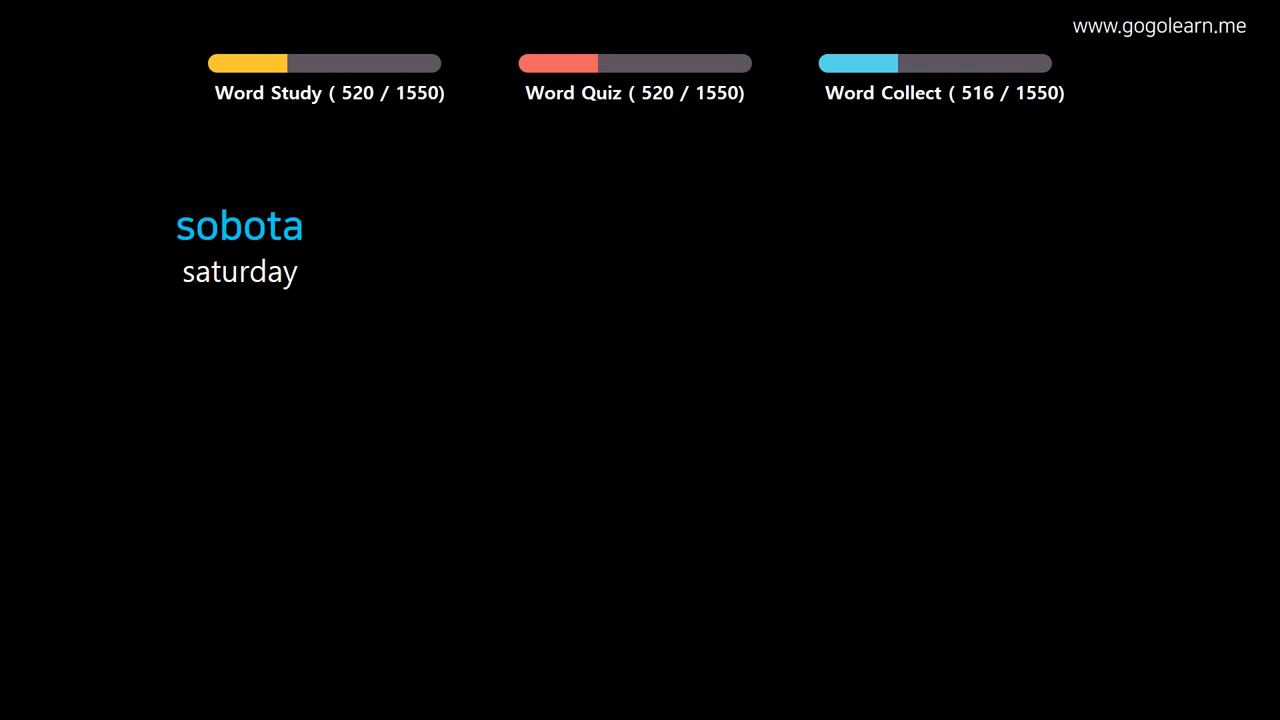 www.gogolearn.me
Word Study ( 520 / 1550)
Word Quiz ( 520 / 1550)
Word Collect ( 516 / 1550)
sobota
saturday